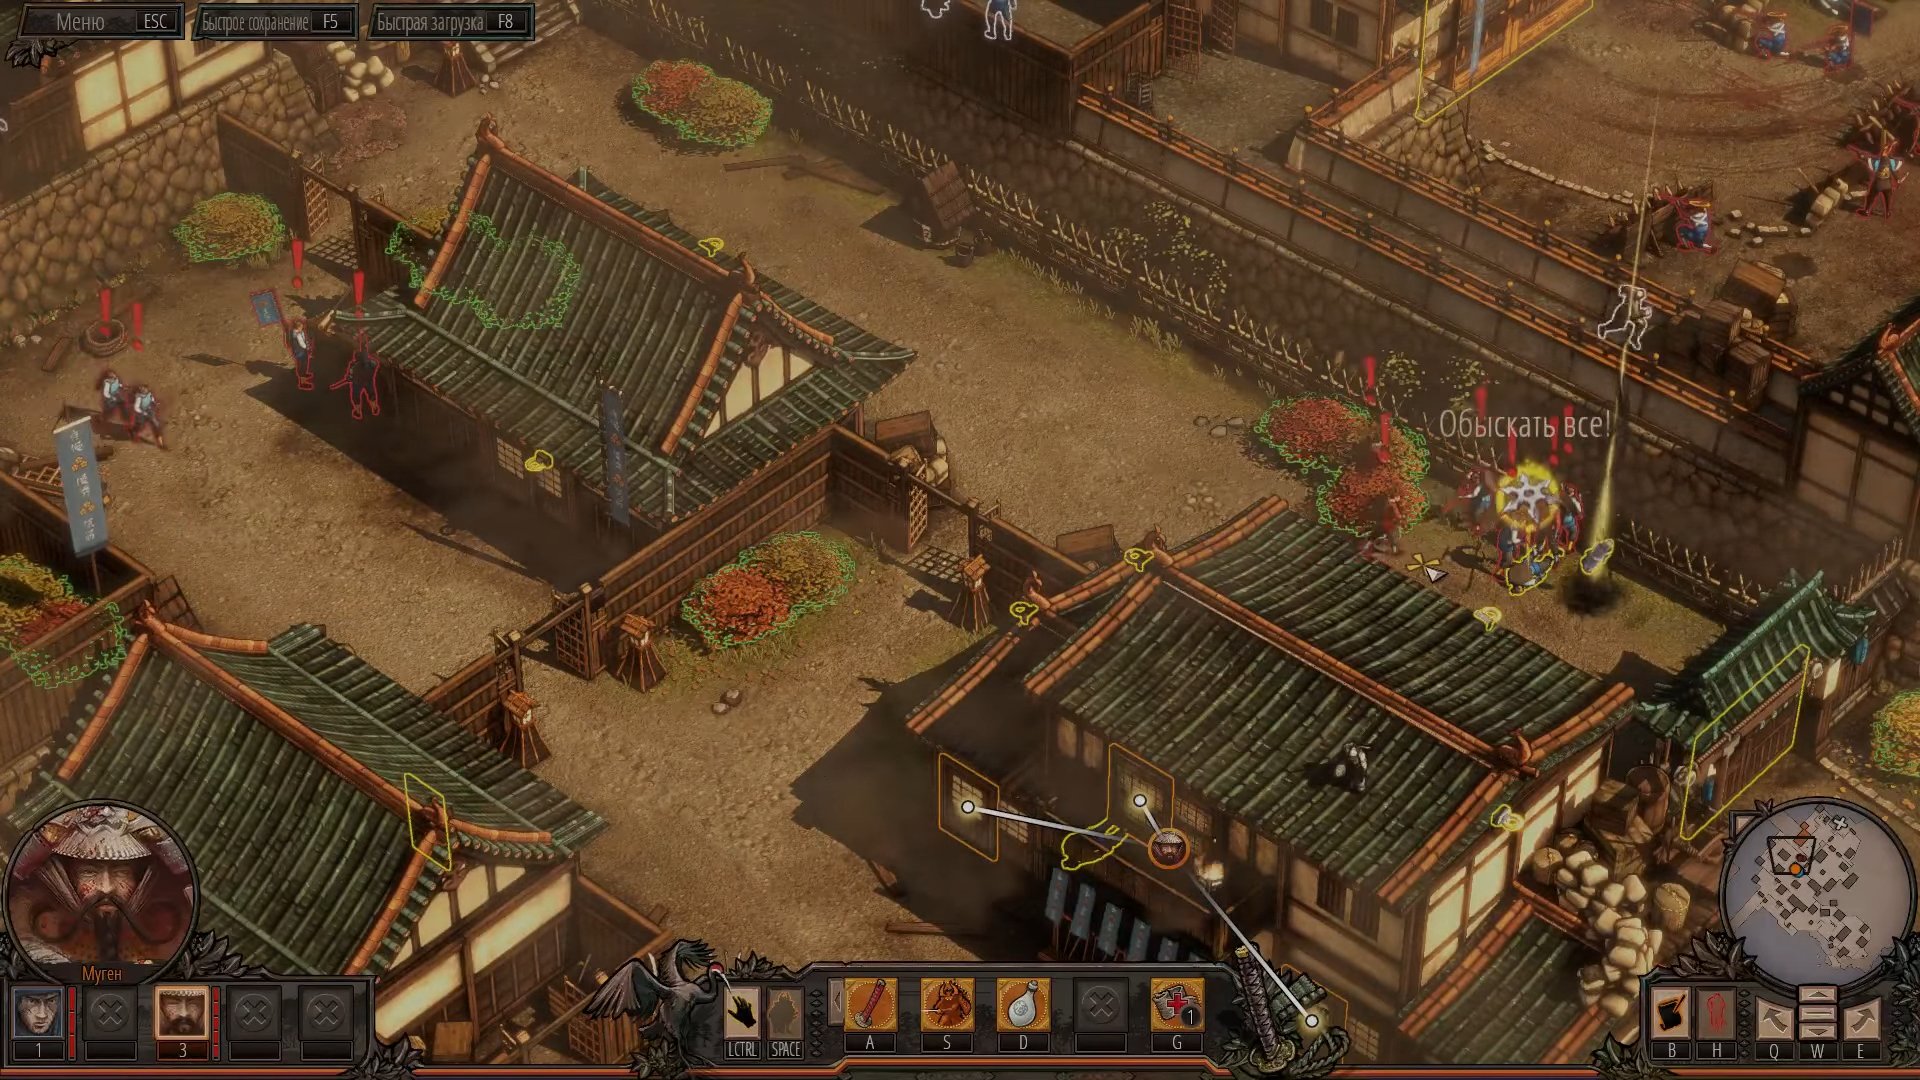 Меню ESC
Быстрое сохранение F5
Быстрая загрузка F8
Обыскать все!
Муген
1
3
LCTRL
SPACE
A
S
D
1
G
B
H
Q
W
E